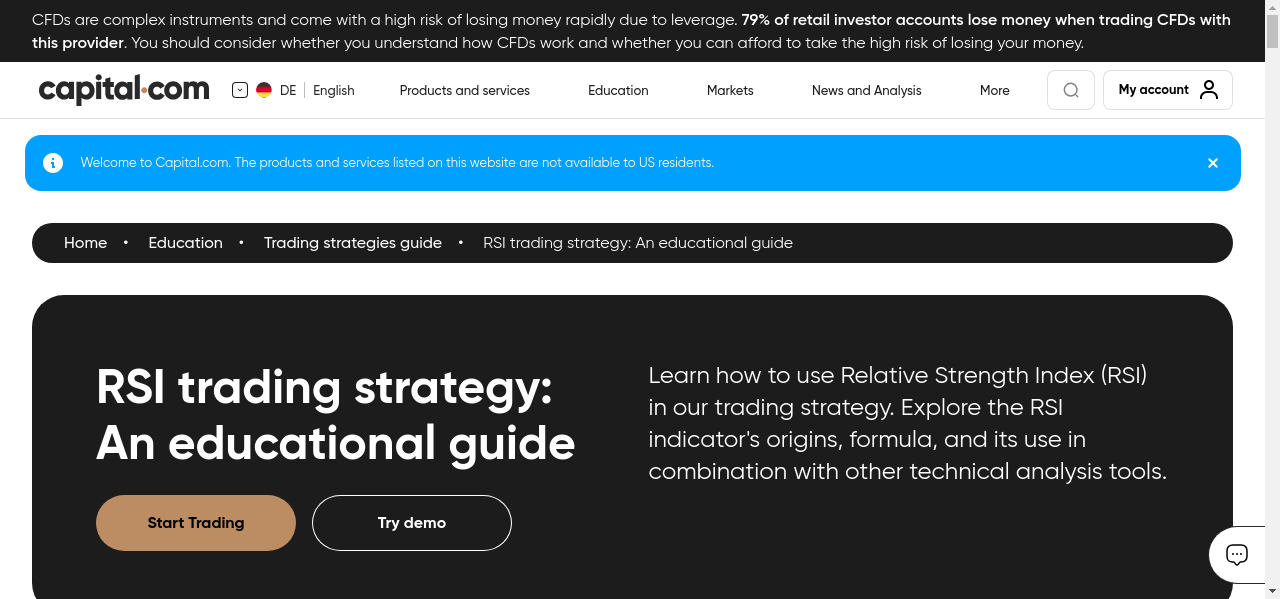 CFDs are complex instruments and come with a high risk of losing money rapidly due to leverage. 79% of retail investor accounts lose money when trading CFDs with
this provider. You should consider whether you understand how CFDs work and whether you can afford to take the high risk of losing your money.
capital.com
DE | English
Products and services
Education
Markets
News and Analysis
More
My account
Welcome to Capital.com. The products and services listed on this website are not available to US residents.
Home • Education • Trading strategies guide • RSI trading strategy: An educational guide
RSI trading strategy:
An educational guide
Learn how to use Relative Strength Index (RSI)
in our trading strategy. Explore the RSI
indicator's origins, formula, and its use in
combination with other technical analysis tools.
Start Trading
Try demo